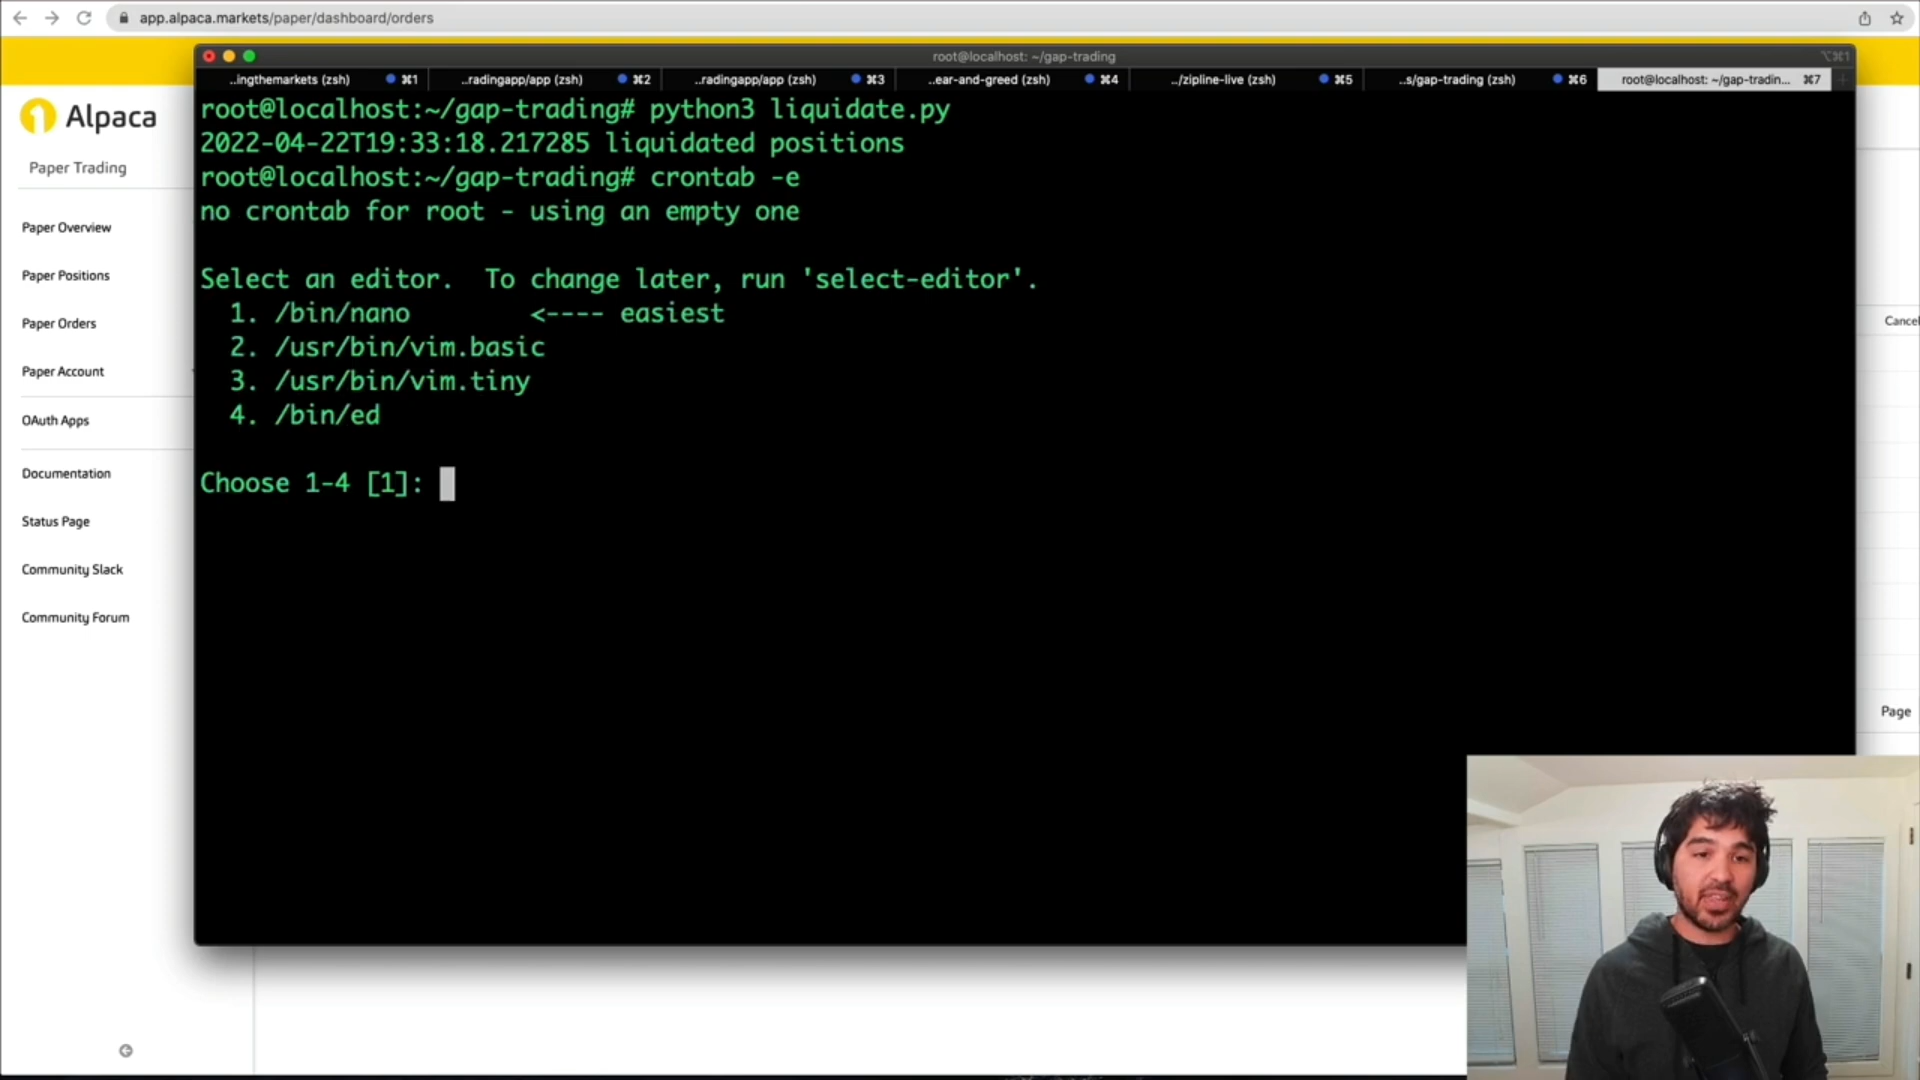 app.alpaca.markets/paper/dashboard/orders
root@localhost: ~/gap-trading
⌥⌘1
..ingthemarkets (zsh) ⌘1
..radingapp/app (zsh) ⌘2
..radingapp/app (zsh) ⌘3
..ear-and-greed (zsh) ⌘4
../zipline-live (zsh) ⌘5
..s/gap-trading (zsh) ⌘6
root@localhost: ~/gap-tradin... ⌘7
root@localhost:~/gap-trading# python3 liquidate.py
2022-04-22T19:33:18.217285 liquidated positions
root@localhost:~/gap-trading# crontab -e
no crontab for root - using an empty one
Select an editor.  To change later, run 'select-editor'.
1. /bin/nano        <---- easiest
2. /usr/bin/vim.basic
3. /usr/bin/vim.tiny
4. /bin/ed
Choose 1-4 [1]:
Alpaca
Paper Trading
Paper Overview
Paper Positions
Paper Orders
Paper Account
OAuth Apps
Documentation
Status Page
Community Slack
Community Forum
Cancel
Page